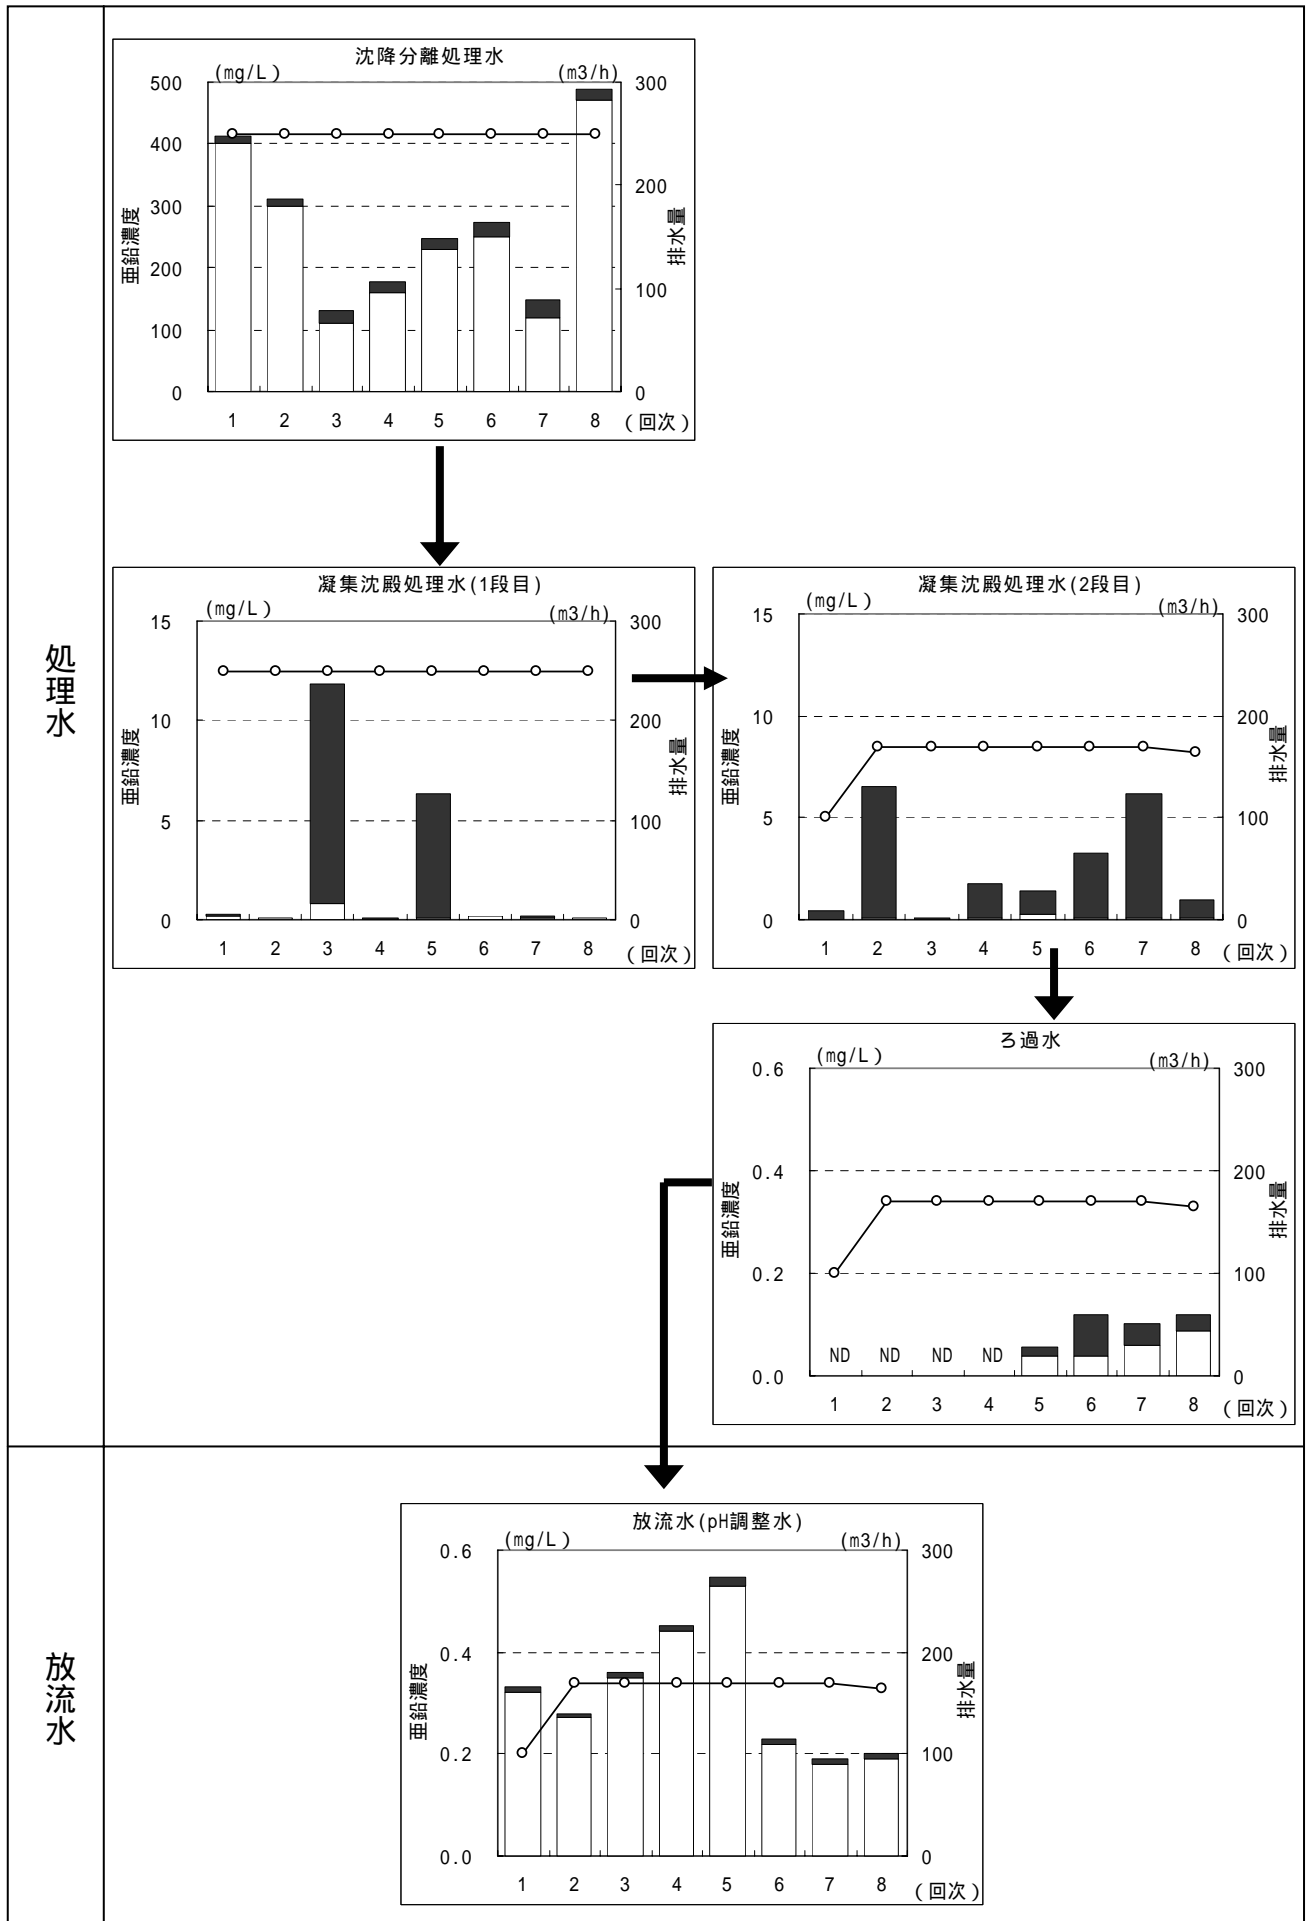 処理水
沈降分離処理水
(mg/L)
(m3/h)
亜鉛濃度
500
400
300
200
100
0
排水量
300
200
100
0
1 2 3 4 5 6 7 8 (回次)
凝集沈殿処理水(1段目)
(mg/L)
(m3/h)
亜鉛濃度
15
10
5
0
排水量
300
200
100
0
1 2 3 4 5 6 7 8 (回次)
凝集沈殿処理水(2段目)
(mg/L)
(m3/h)
亜鉛濃度
15
10
5
0
排水量
300
200
100
0
1 2 3 4 5 6 7 8 (回次)
ろ過水
(mg/L)
(m3/h)
亜鉛濃度
0.6
0.4
0.2
0.0
排水量
300
200
100
0
ND ND ND ND
1 2 3 4 5 6 7 8 (回次)
放流水
放流水(pH調整水)
(mg/L)
(m3/h)
亜鉛濃度
0.6
0.4
0.2
0.0
排水量
300
200
100
0
1 2 3 4 5 6 7 8 (回次)